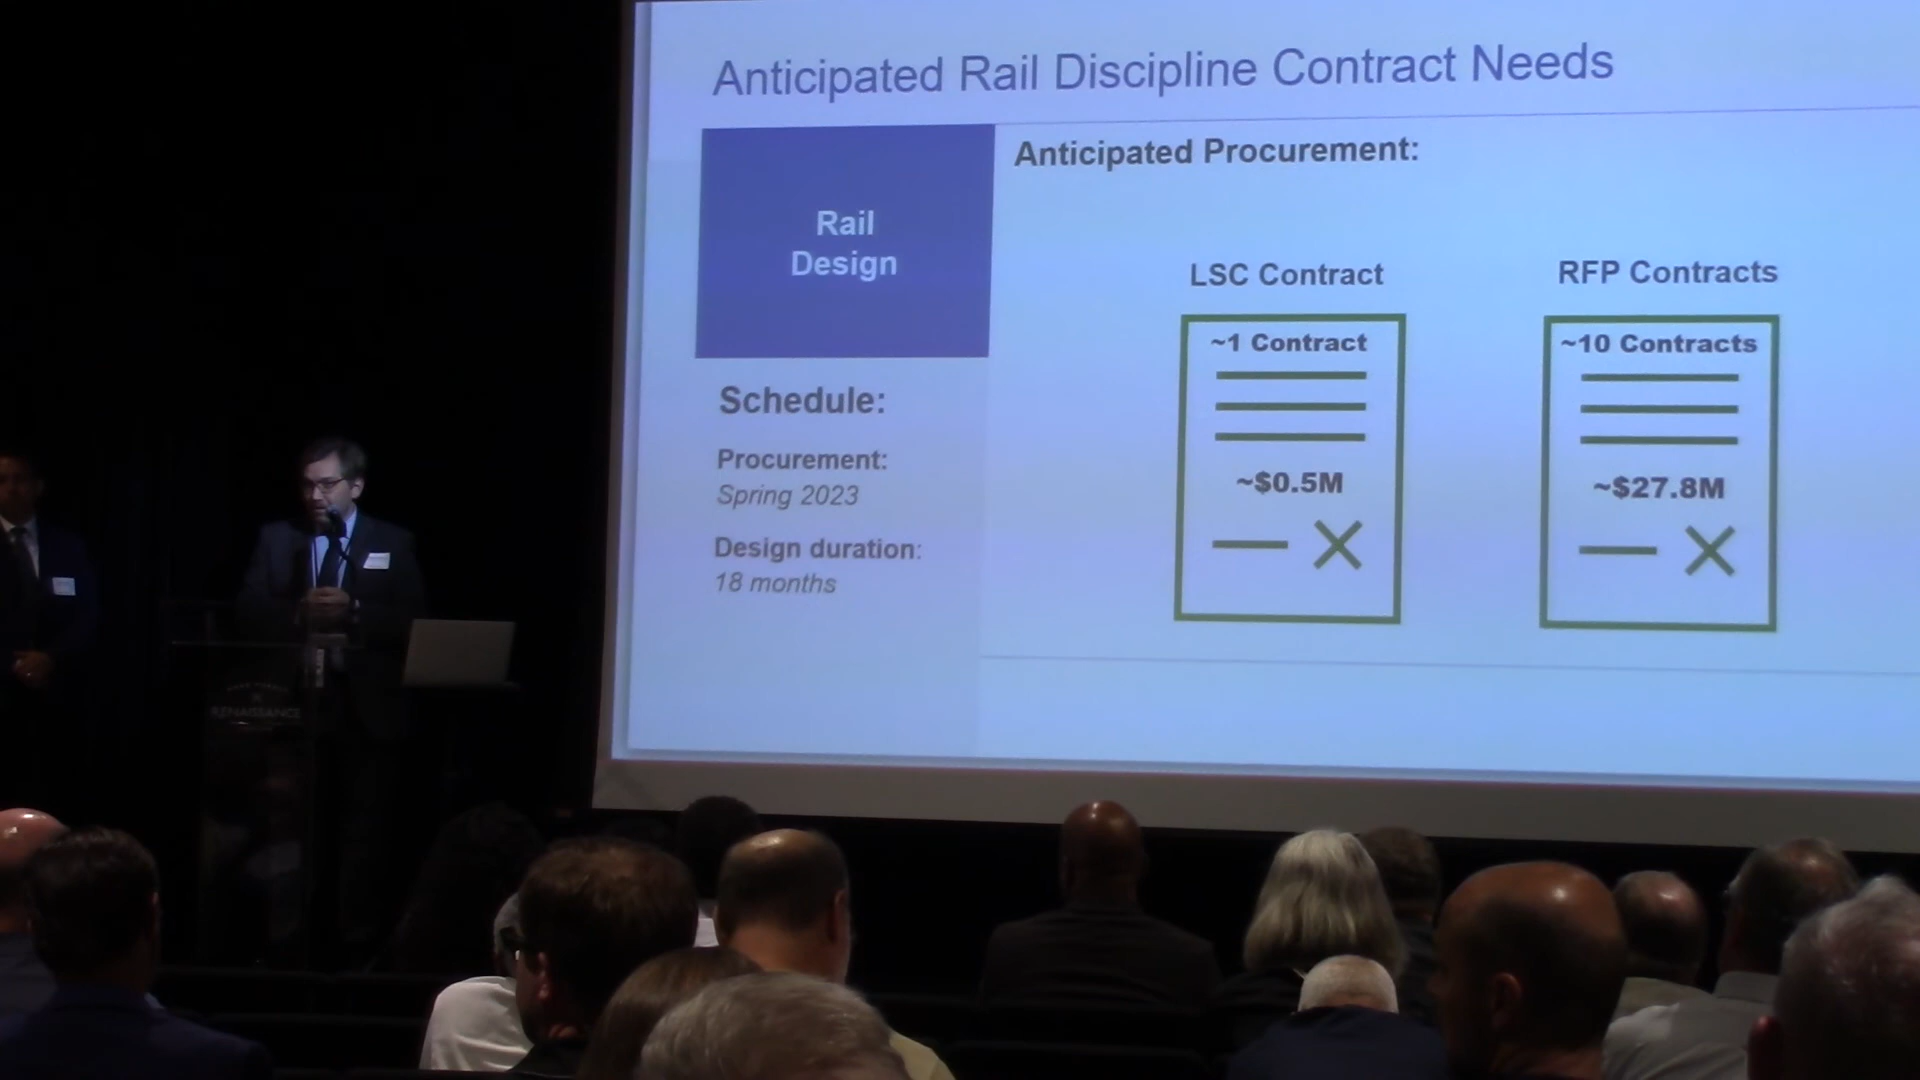 Anticipated Rail Discipline Contract Needs
Rail
Design
Schedule:
Procurement:
Spring 2023
Design duration:
18 months
Anticipated Procurement:
LSC Contract
~1 Contract
~$0.5M
RFP Contracts
~10 Contracts
~$27.8M
RENAISSANCE